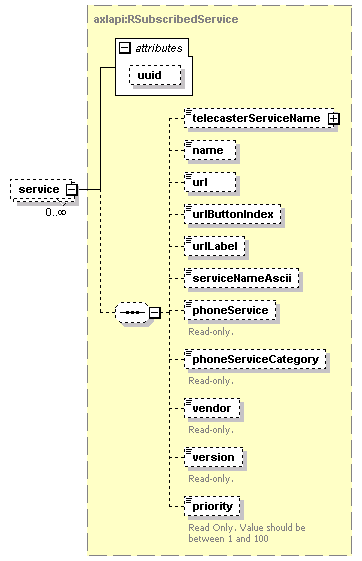 axlapi:RSubscribedService
attributes
uuid
telecasterServiceName
name
url
service
0..∞
urlButtonIndex
urlLabel
serviceNameAscii
phoneService
Read-only.
phoneServiceCategory
Read-only.
vendor
Read-only.
version
Read-only.
priority
Read Only. Value should be
between 1 and 100